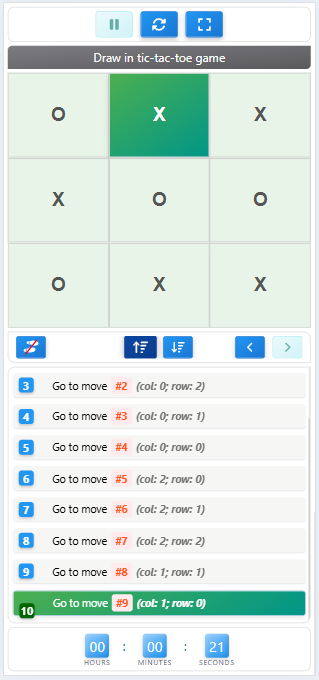 Draw in tic-tac-toe game
O X X
X O O
O X X
3 Go to move #2 (col: 0; row: 2)
4 Go to move #3 (col: 0; row: 1)
5 Go to move #4 (col: 0; row: 0)
6 Go to move #5 (col: 2; row: 0)
7 Go to move #6 (col: 2; row: 1)
8 Go to move #7 (col: 2; row: 2)
9 Go to move #8 (col: 1; row: 1)
10 Go to move #9 (col: 1; row: 0)
00 : 00 : 21
HOURS MINUTES SECONDS